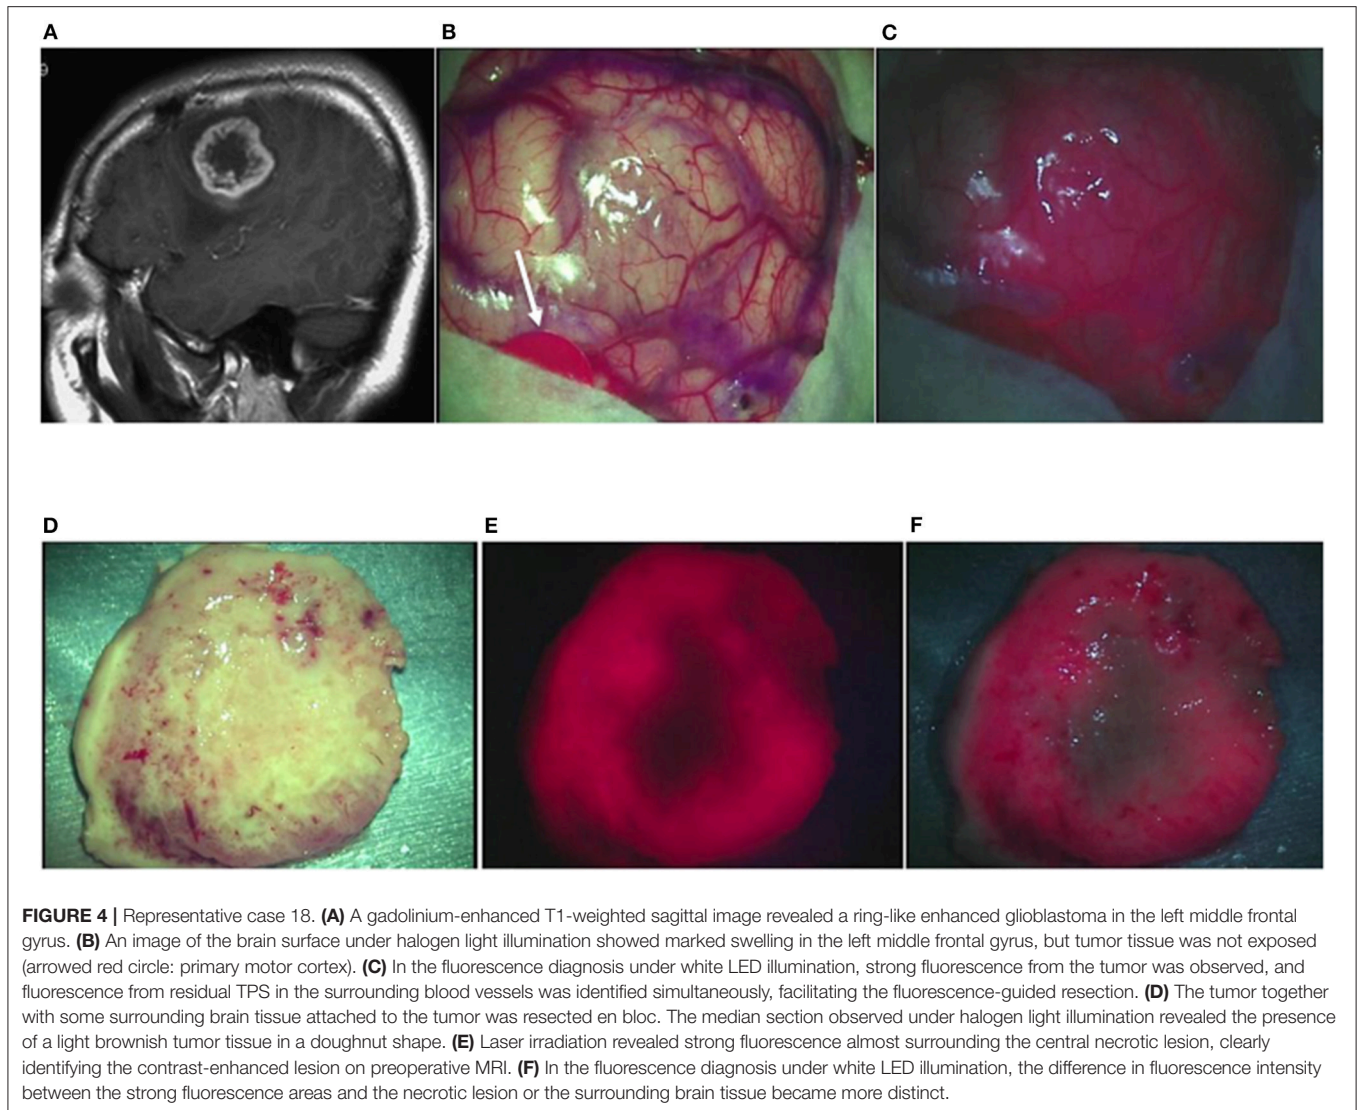 A
B
C
9
D
E
F
FIGURE 4 | Representative case 18. (A) A gadolinium-enhanced T1-weighted sagittal image revealed a ring-like enhanced glioblastoma in the left middle frontal
gyrus. (B) An image of the brain surface under halogen light illumination showed marked swelling in the left middle frontal gyrus, but tumor tissue was not exposed
(arrowed red circle: primary motor cortex). (C) In the fluorescence diagnosis under white LED illumination, strong fluorescence from the tumor was observed, and
fluorescence from residual TPS in the surrounding blood vessels was identified simultaneously, facilitating the fluorescence-guided resection. (D) The tumor together
with some surrounding brain tissue attached to the tumor was resected en bloc. The median section observed under halogen light illumination revealed the presence
of a light brownish tumor tissue in a doughnut shape. (E) Laser irradiation revealed strong fluorescence almost surrounding the central necrotic lesion, clearly
identifying the contrast-enhanced lesion on preoperative MRI. (F) In the fluorescence diagnosis under white LED illumination, the difference in fluorescence intensity
between the strong fluorescence areas and the necrotic lesion or the surrounding brain tissue became more distinct.